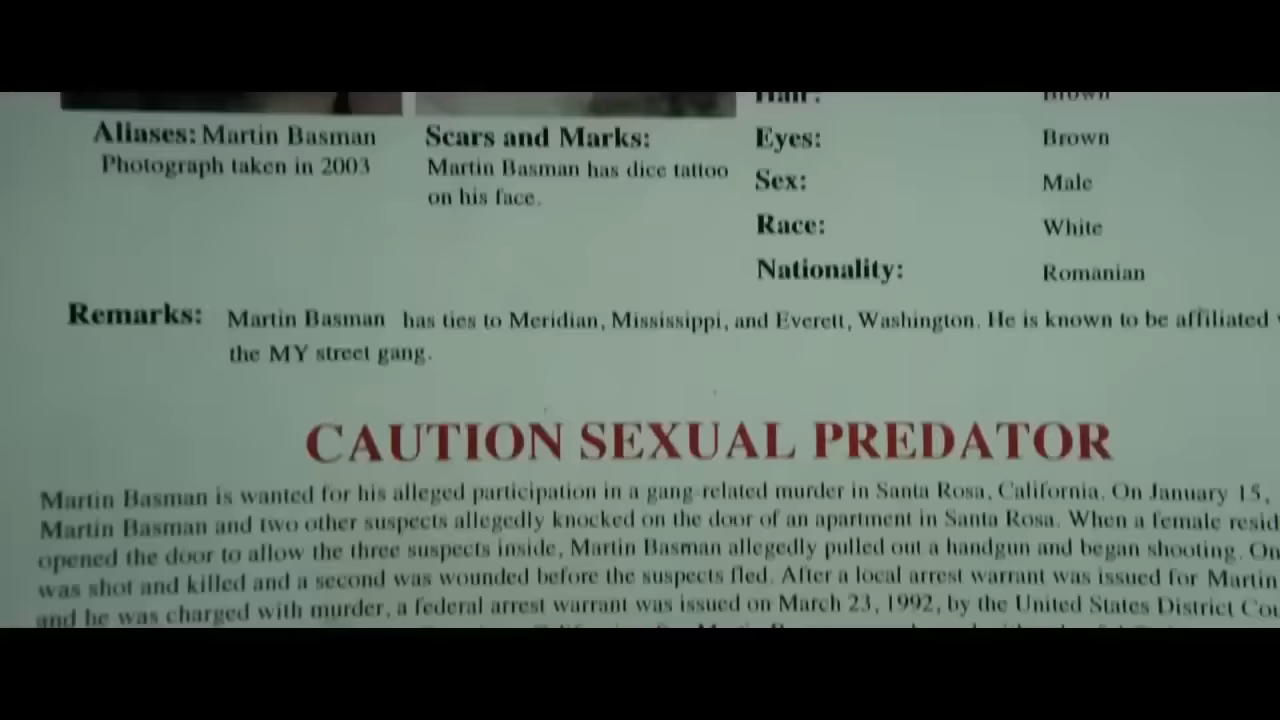 Hair: Brown
Aliases: Martin Basman
Photograph taken in 2003
Scars and Marks:
Martin Basman has dice tattoo
on his face.
Eyes: Brown
Sex: Male
Race: White
Nationality: Romanian
Remarks: Martin Basman has ties to Meridian, Mississippi, and Everett, Washington. He is known to be affiliated
the MY street gang.
CAUTION SEXUAL PREDATOR
Martin Basman is wanted for his alleged participation in a gang-related murder in Santa Rosa, California. On January 15,
Martin Basman and two other suspects allegedly knocked on the door of an apartment in Santa Rosa. When a female resid
opened the door to allow the three suspects inside, Martin Basman allegedly pulled out a handgun and began shooting. On
was shot and killed and a second was wounded before the suspects fled. After a local arrest warrant was issued for Martin
and he was charged with murder, a federal arrest warrant was issued on March 23, 1992, by the United States District Cou